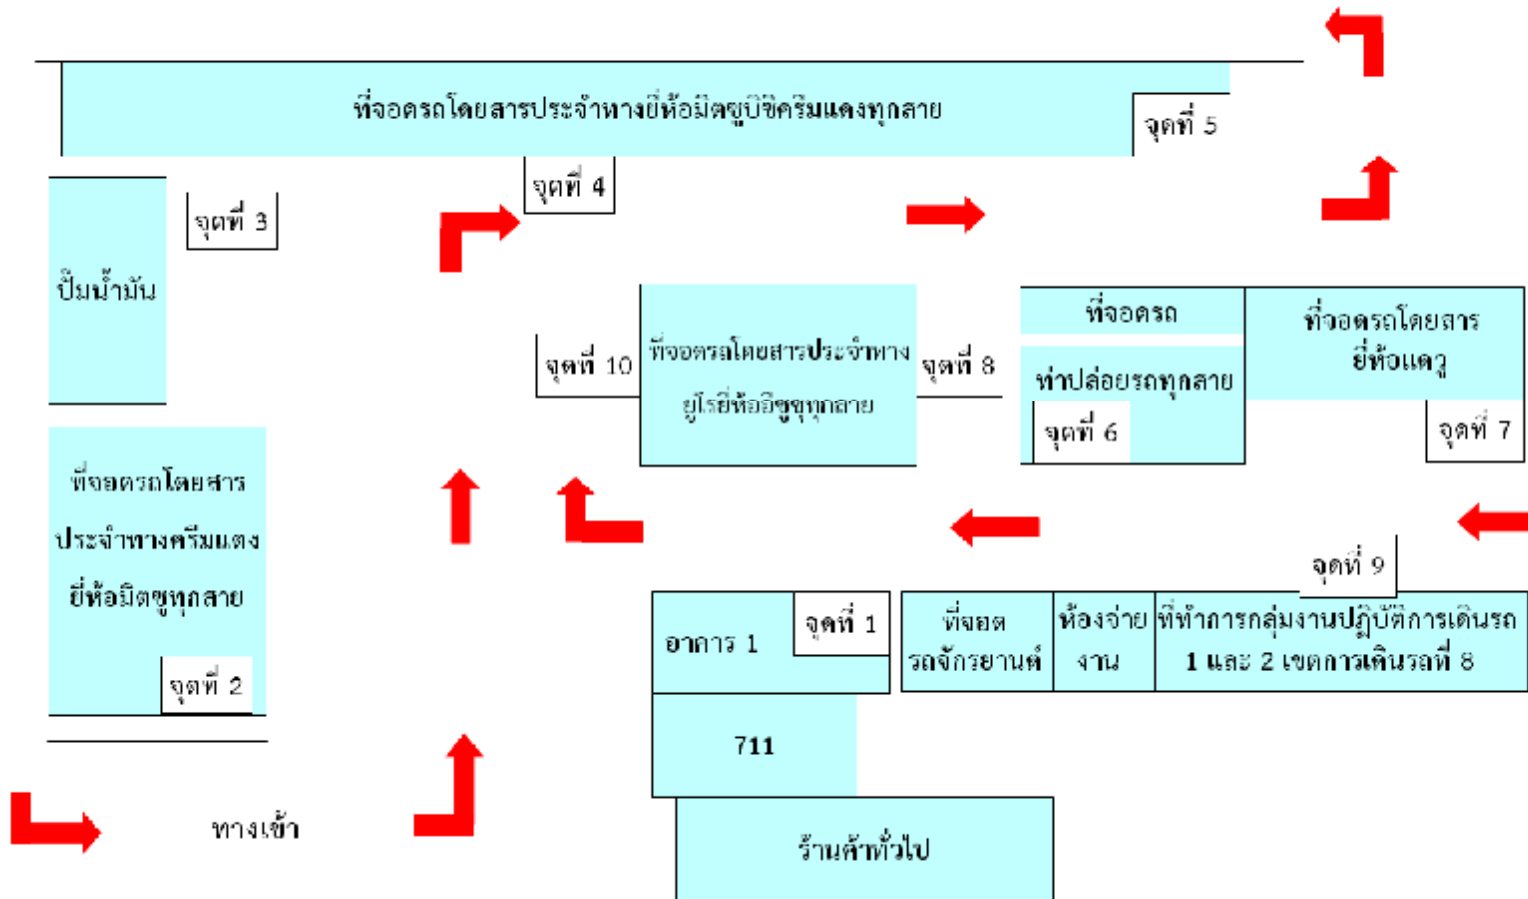 ที่จอดรถโดยสารประจำทางยี่ห้อมิตซูบิชิครีมแดงทุกสาย
จุดที่ 5
จุดที่ 4
จุดที่ 3
ปั๊มน้ำมัน
ที่จอดรถ
ที่จอดรถโดยสาร
ยี่ห้อแดวู
จุดที่ 10
ที่จอดรถโดยสารประจำทาง
ยูโรยี่ห้ออีซูซุทุกสาย
จุดที่ 8
ท่าปล่อยรถทุกสาย
จุดที่ 6
จุดที่ 7
ที่จอดรถโดยสาร
ประจำทางครีมแดง
ยี่ห้อมิตซูทุกสาย
จุดที่ 2
จุดที่ 9
อาคาร 1
จุดที่ 1
ที่จอด
รถจักรยานต์
ห้องจ่าย
งาน
ที่ทำการกลุ่มงานปฏิบัติการเดินรถ
1 และ 2 เขตการเดินรถที่ 8
711
ทางเข้า
ร้านค้าทั่วไป